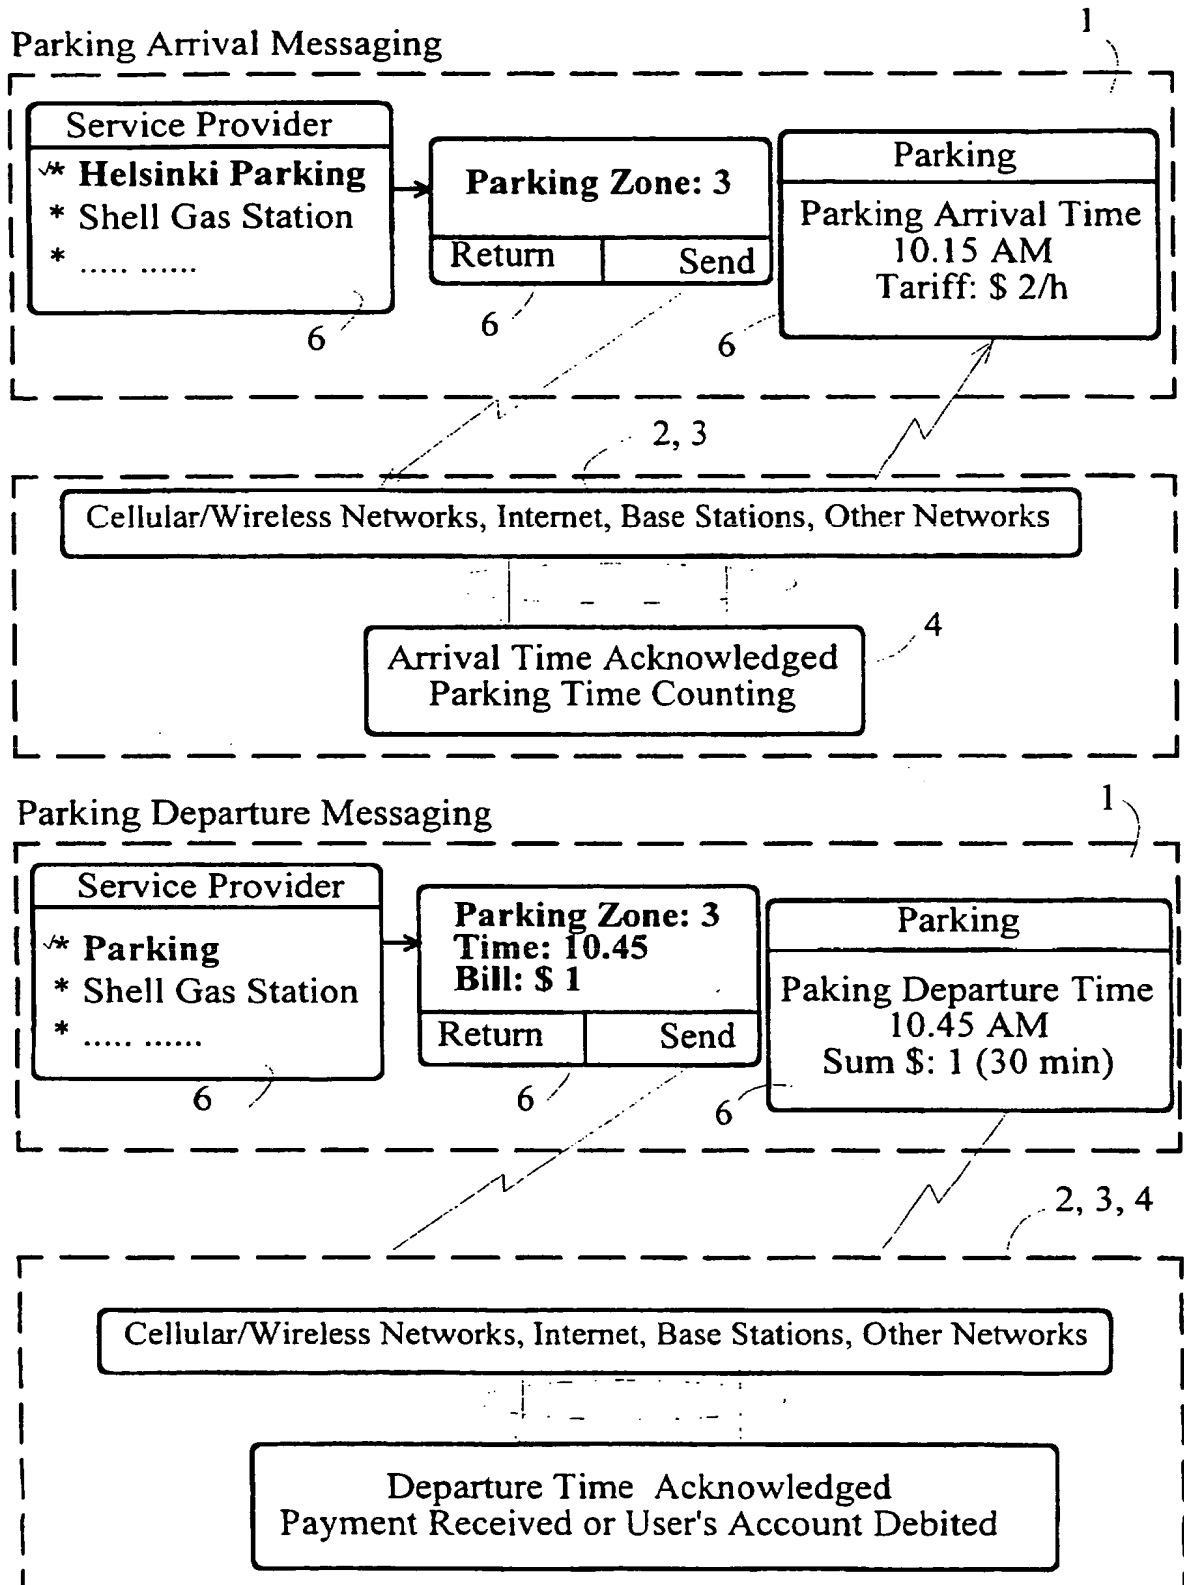 1
Parking Arrival Messaging
Service Provider
√* Helsinki Parking
* Shell Gas Station
* ..... ......
6
Parking Zone: 3
Return Send
6
Parking
Parking Arrival Time
10.15 AM
Tariff: $ 2/h
6
2, 3
Cellular/Wireless Networks, Internet, Base Stations, Other Networks
4
Arrival Time Acknowledged
Parking Time Counting
1
Parking Departure Messaging
Service Provider
√* Parking
* Shell Gas Station
* ..... ......
6
Parking Zone: 3
Time: 10.45
Bill: $ 1
Return Send
6
Parking
Paking Departure Time
10.45 AM
Sum $: 1 (30 min)
6
2, 3, 4
Cellular/Wireless Networks, Internet, Base Stations, Other Networks
Departure Time Acknowledged
Payment Received or User's Account Debited